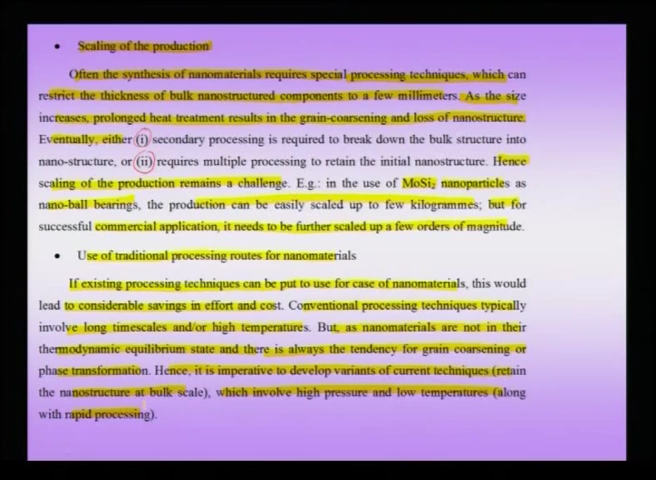 • Scaling of the production
Often the synthesis of nanomaterials requires special processing techniques, which can
restrict the thickness of bulk nanostructured components to a few millimeters. As the size
increases, prolonged heat treatment results in the grain-coarsening and loss of nanostructure.
Eventually, either (i) secondary processing is required to break down the bulk structure into
nano-structure, or (ii) requires multiple processing to retain the initial nanostructure. Hence
scaling of the production remains a challenge. E.g.: in the use of MoSi₂ nanoparticles as
nano-ball bearings, the production can be easily scaled up to few kilogrammes; but for
successful commercial application, it needs to be further scaled up a few orders of magnitude.
• Use of traditional processing routes for nanomaterials
If existing processing techniques can be put to use for case of nanomaterials, this would
lead to considerable savings in effort and cost. Conventional processing techniques typically
involve long timescales and/or high temperatures. But, as nanomaterials are not in their
thermodynamic equilibrium state and there is always the tendency for grain coarsening or
phase transformation. Hence, it is imperative to develop variants of current techniques (retain
the nanostructure at bulk scale), which involve high pressure and low temperatures (along
with rapid processing).